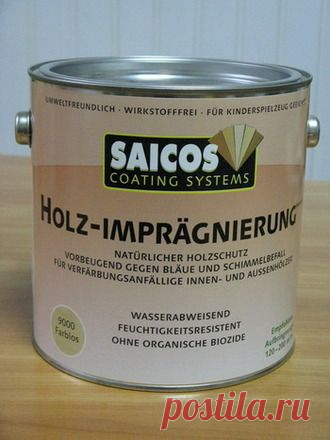 UMWELTFREUNDLICH · WIRKSTOFFFREI · FÜR KINDERSPIELZEUG
SAICOS
COATING SYSTEMS
HOLZ-IMPRÄGNIERUNG
NATÜRLICHER HOLZSCHUTZ
VORBEUGEND GEGEN BLÄUE UND SCHIMMELBEFALL
FÜR VERFÄRBUNGSANFÄLLIGE INNEN- UND AUSSENHÖLZER
9000
Farblos
WASSERABWEISEND
FEUCHTIGKEITSRESISTENT
OHNE ORGANISCHE BIOZIDE
postila.ru